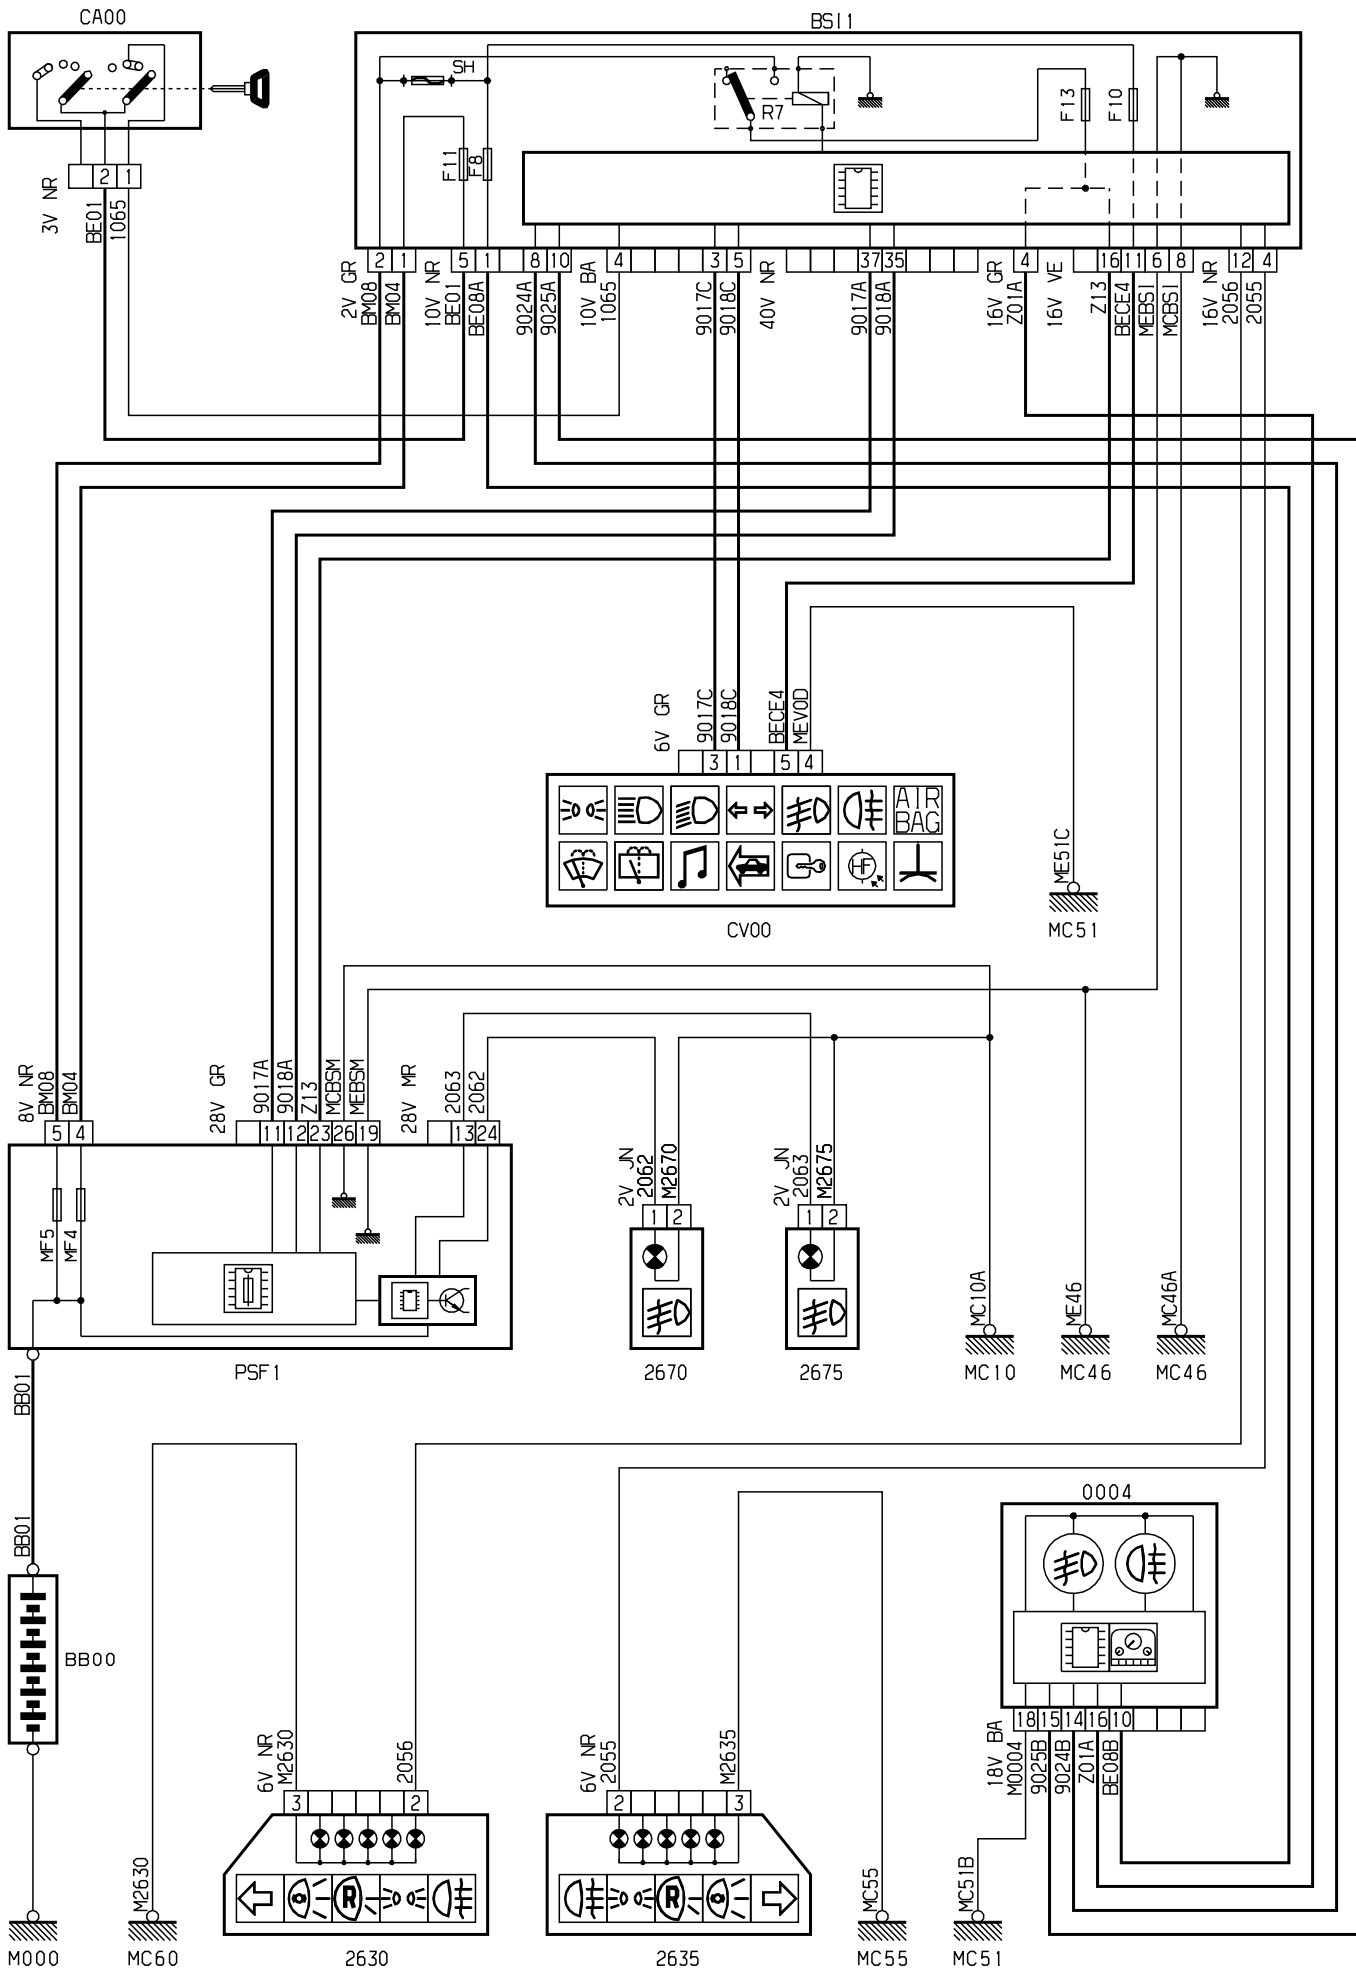 CA00
BSI1
SH
R7
F13
F10
F11
F8
2 1
3V NR
BE01
1065
2 1 5 1 8 10 4 3 5 37 35 4 16 11 6 8 12 4
2V GR
BM08
BM04
10V NR
BE01
BE08A
9024A
9025A
10V BA
1065
9017C
9018C
40V NR
9017A
9018A
16V GR
Z01A
16V VE
Z13
BECE4
MEBSI
MCBSI
16V NR
2056
2055
6V GR
9017C
9018C
BECE4
MEV0D
3 1 5 4
AIR
BAG
HF
CV00
ME51C
MC51
8V NR
BM08
BM04
28V GR
9017A
9018A
Z13
MCBSM
MEBSM
28V MR
2063
2062
5 4 11 12 23 26 19 13 24
MF5
MF4
PSF1
2V JN
2062
M2670
1 2
2670
2V JN
2063
M2675
1 2
2675
MC10A
MC10
ME46
MC46
MC46A
MC46
BB01
BB01
BB00
M000
M2630
MC60
6V NR
M2630
2056
3 2
R
2630
6V NR
2055
M2635
2 3
R
2635
MC55
MC55
0004
18 15 14 16 10
18V BA
M0004
9025B
9024B
Z01A
BE08B
MC51B
MC51